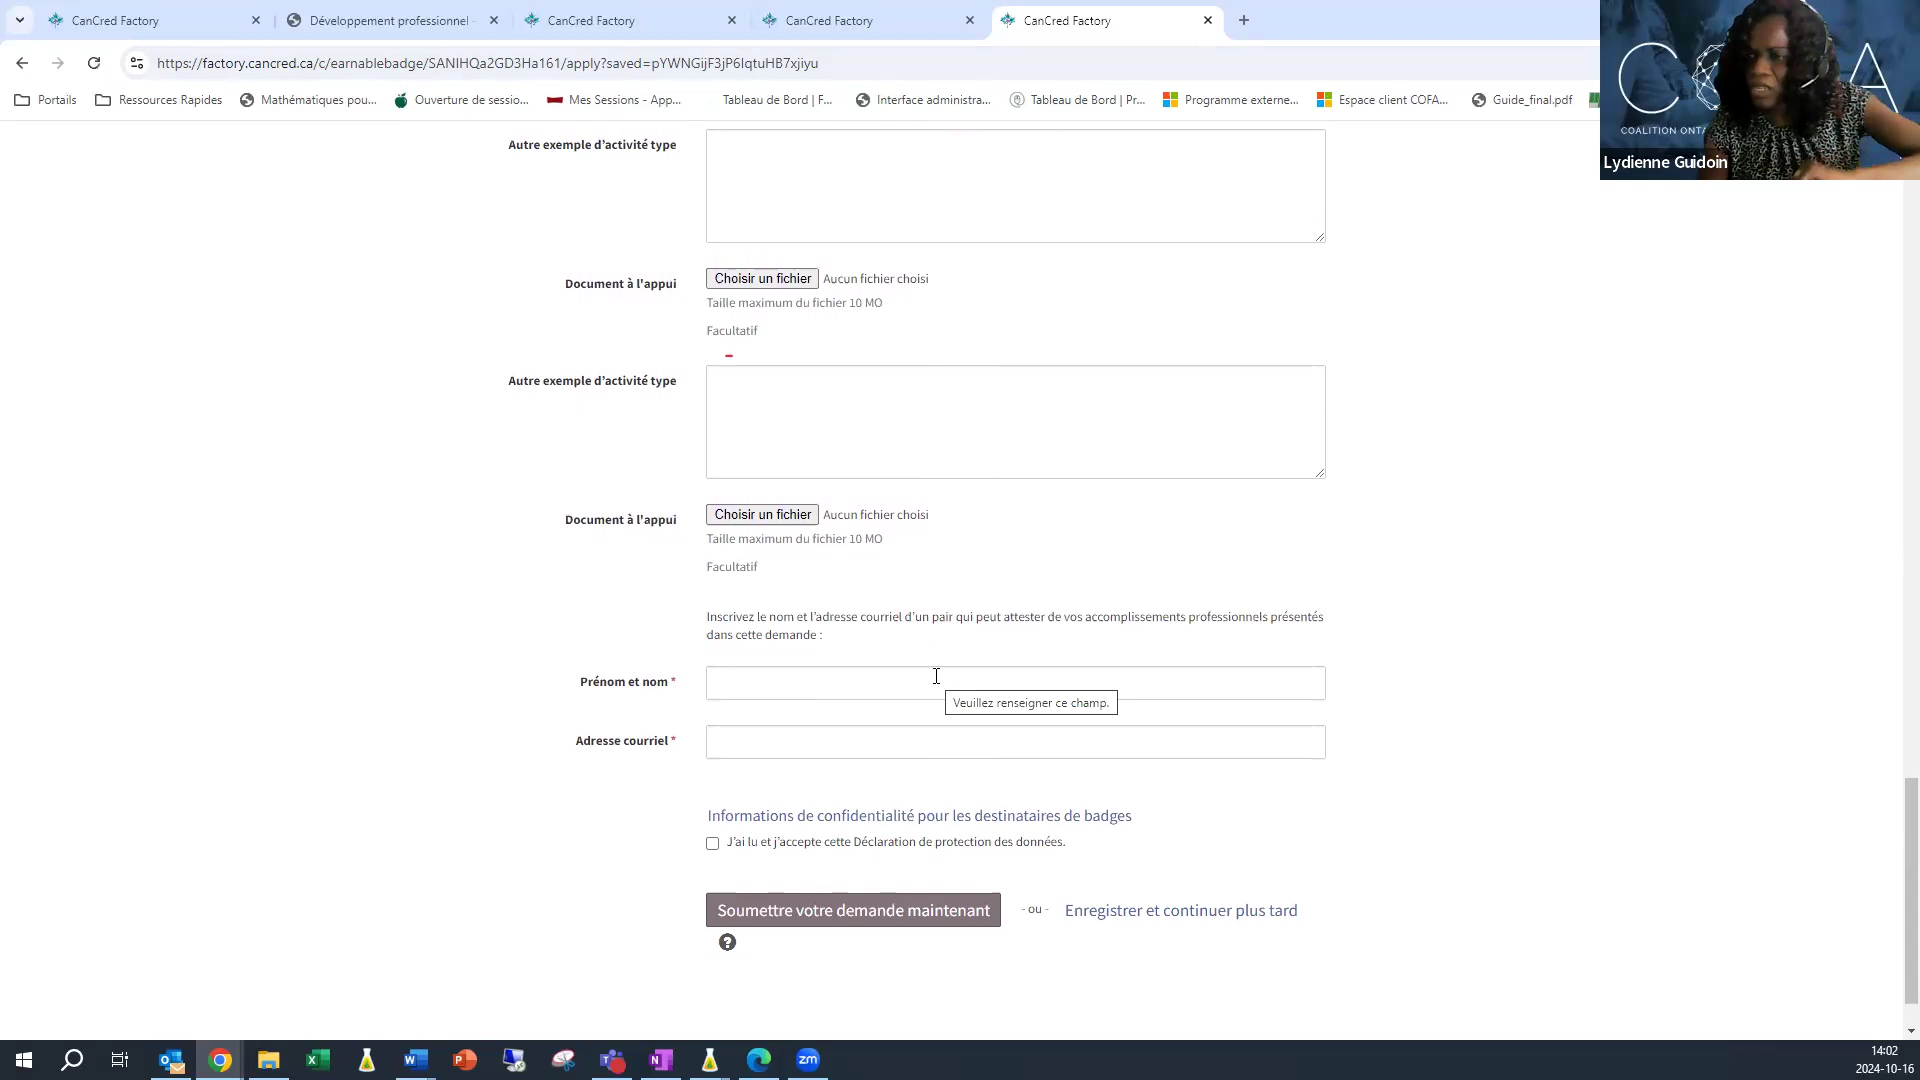 CanCred Factory
Développement professionnel -
CanCred Factory
CanCred Factory
CanCred Factory
https://factory.cancred.ca/c/earnablebadge/SANIHQa2GD3Ha161/apply?saved=pYWNGijF3jP6IqtuHB7xjiyu
Portails
Ressources Rapides
Mathématiques pou...
Ouverture de sessio...
Mes Sessions - App...
Tableau de Bord | F...
Interface administra...
Tableau de Bord | Pr...
Programme externe...
Espace client COFA...
Guide_final.pdf
COALITION ONTA
Lydienne Guidoin
Autre exemple d'activité type
Document à l'appui
Choisir un fichier Aucun fichier choisi
Taille maximum du fichier 10 MO
Facultatif
Autre exemple d'activité type
Document à l'appui
Choisir un fichier Aucun fichier choisi
Taille maximum du fichier 10 MO
Facultatif
Inscrivez le nom et l'adresse courriel d'un pair qui peut attester de vos accomplissements professionnels présentés
dans cette demande :
Prénom et nom *
Veuillez renseigner ce champ.
Adresse courriel *
Informations de confidentialité pour les destinataires de badges
J'ai lu et j'accepte cette Déclaration de protection des données.
Soumettre votre demande maintenant - ou - Enregistrer et continuer plus tard
?
zm
14:02
2024-10-16